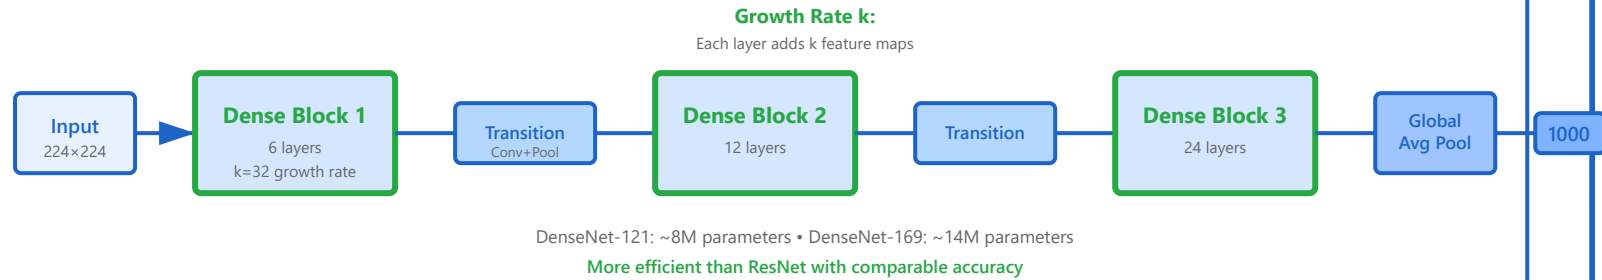 Growth Rate k:
Each layer adds k feature maps
Input
224×224
Dense Block 1
6 layers
k=32 growth rate
Transition
Conv+Pool
Dense Block 2
12 layers
Transition
Dense Block 3
24 layers
Global
Avg Pool
1000
DenseNet-121: ~8M parameters • DenseNet-169: ~14M parameters
More efficient than ResNet with comparable accuracy